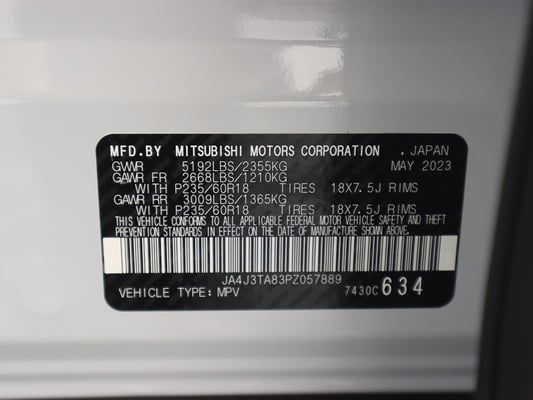 MFD.BY MITSUBISHI MOTORS CORPORATION , JAPAN
GVWR 5192LBS/2355KG MAY 2023
GAWR FR 2668LBS/1210KG
WITH P235/60R18 TIRES 18X7.5J RIMS
GAWR RR 3009LBS/1365KG
WITH P235/60R18 TIRES 18X7.5J RIMS
THIS VEHICLE CONFORMS TO ALL APPLICABLE FEDERAL MOTOR VEHICLE SAFETY AND THEFT
PREVENTION STANDARDS IN EFFECT ON THE DATE OF MANUFACTURE SHOWN ABOVE.
JA4J3TA83PZ057889
VEHICLE TYPE: MPV 7430C 634